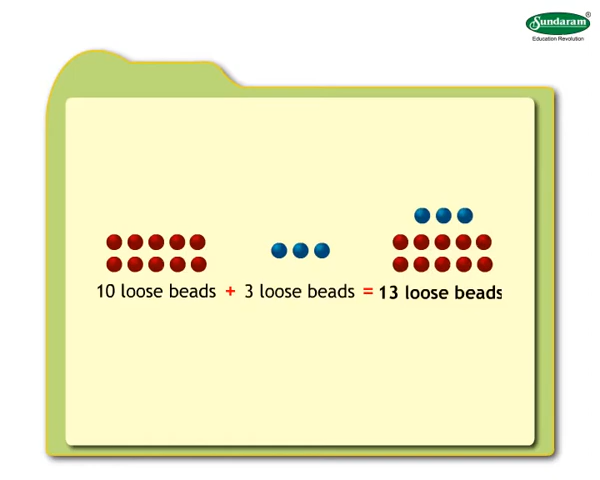 Sundaram®
Education Revolution
10 loose beads + 3 loose beads = 13 loose beads